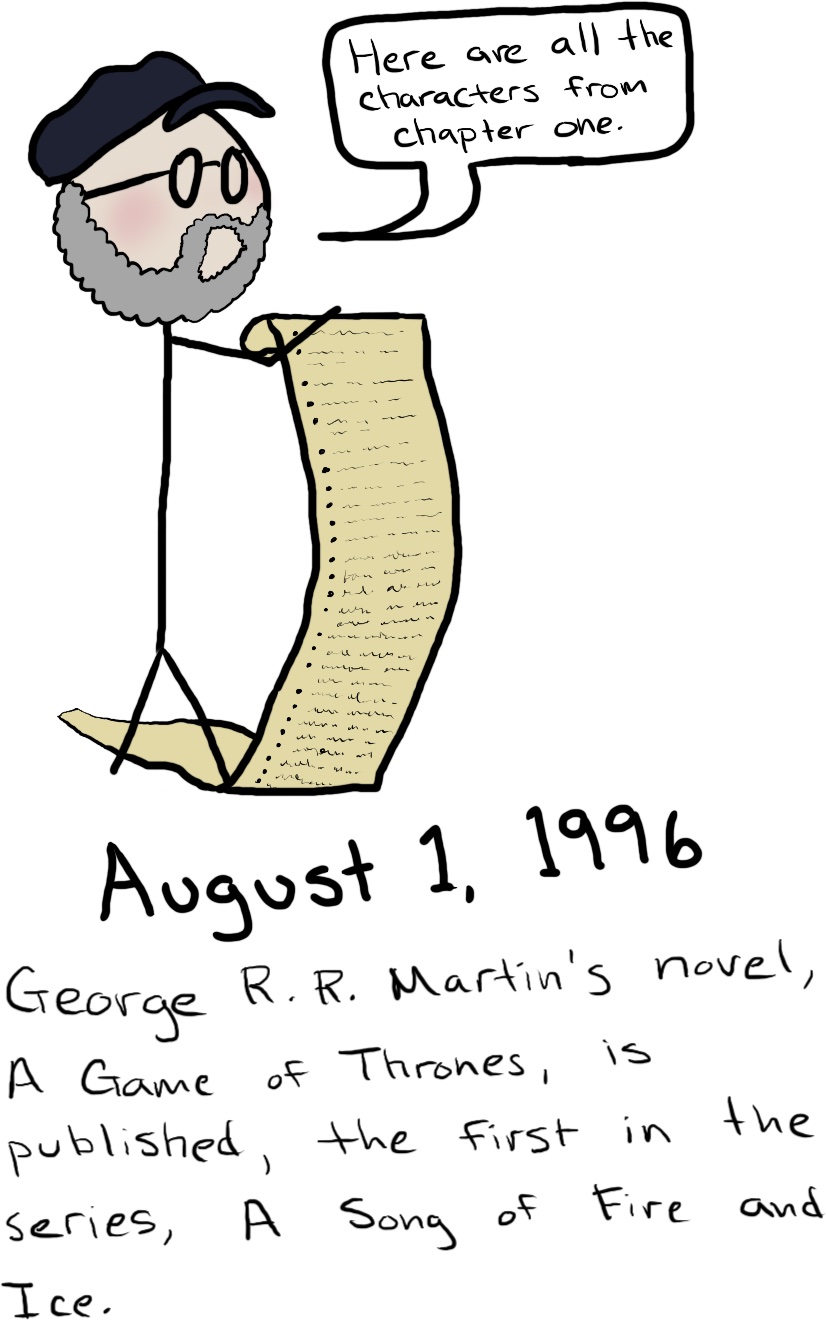 Here are all the
characters from
chapter one.
August 1, 1996
George R. R. Martin's novel,
A Game of Thrones, is
published, the first in the
series, A Song of Fire and
Ice.